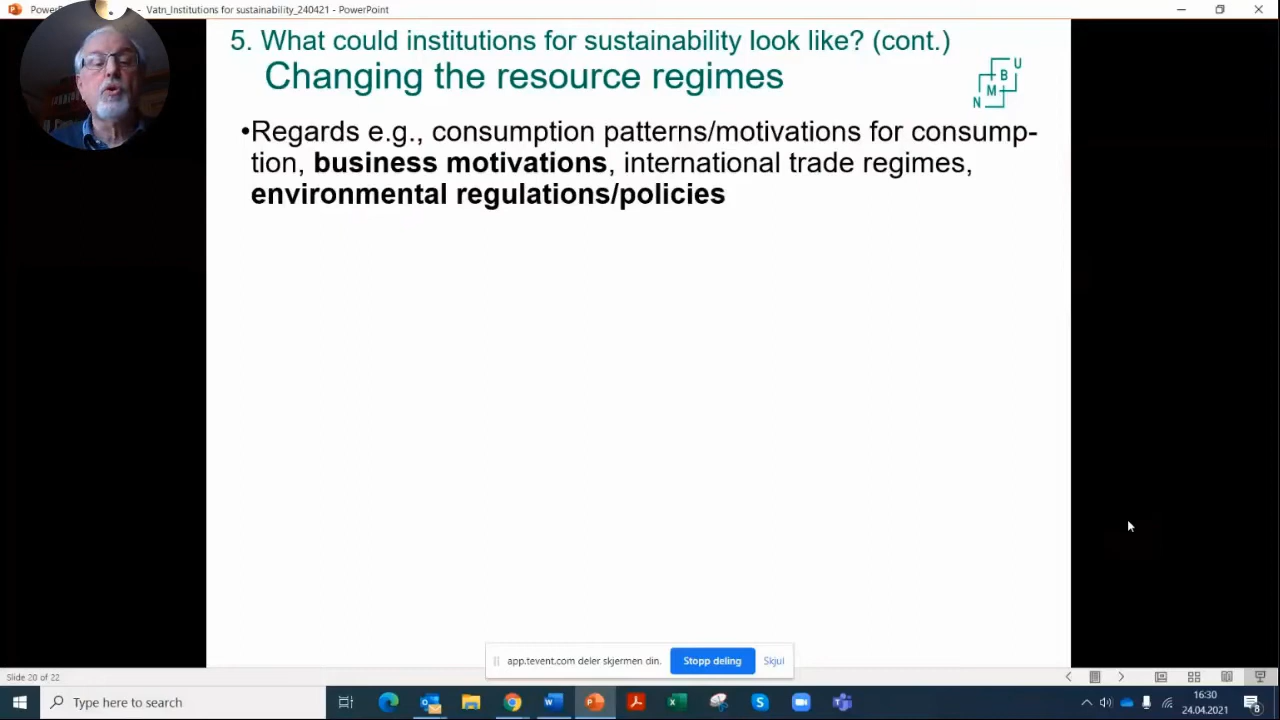 Vatn_Institutions for sustainability_240421 - PowerPoint
5. What could institutions for sustainability look like? (cont.)
Changing the resource regimes
U
B
M
N
•Regards e.g., consumption patterns/motivations for consump-
tion, business motivations, international trade regimes,
environmental regulations/policies
app.tevent.com deler skjermen din.
Stopp deling
Skjul
Slide 20 of 22
Type here to search
16:30
24.04.2021
8